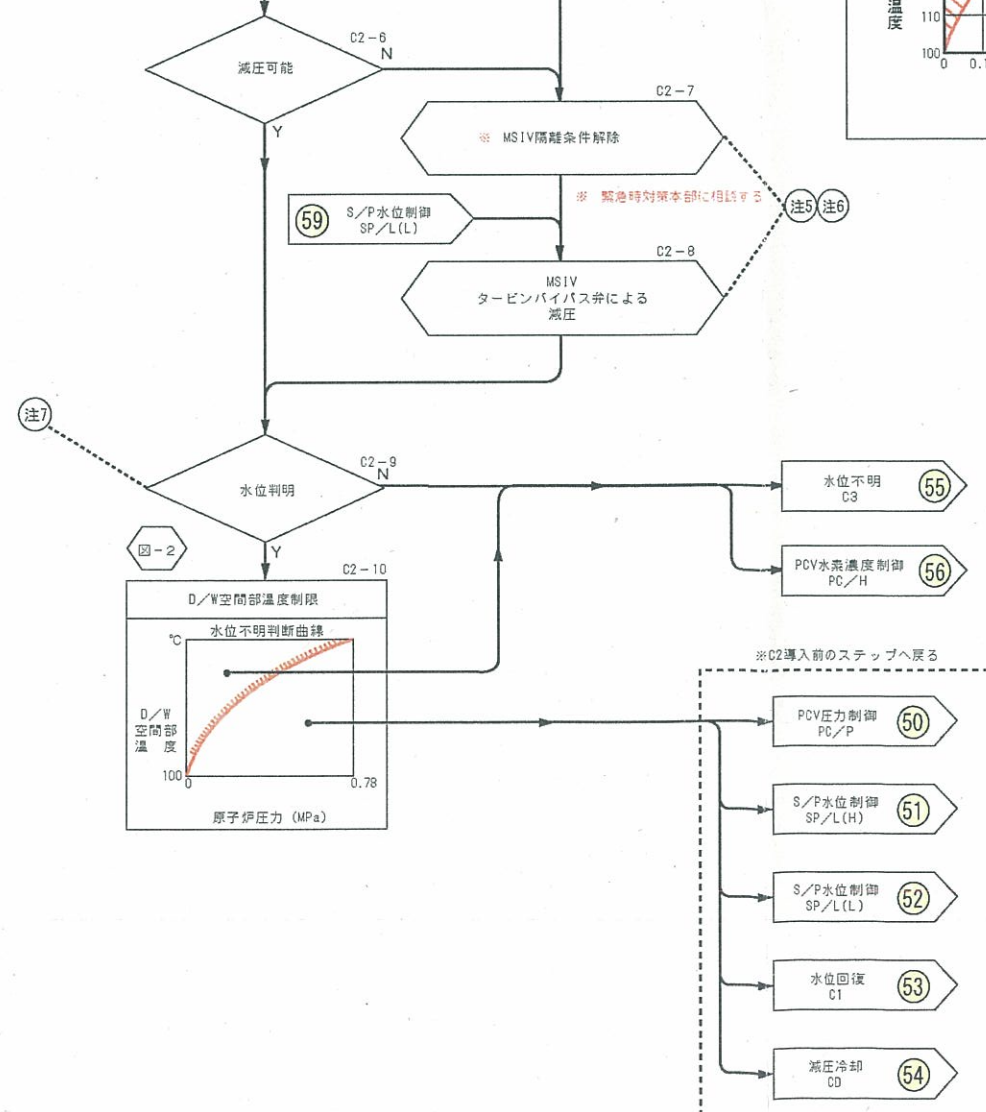 C2-6
N
減圧可能
Y
C2-7
※ MSIV隔離条件解除
※ 緊急時対策本部に相談する
注5 注6
59
S/P水位制御
SP/L(L)
C2-8
MSIV
タービンバイパス弁による
減圧
注7
C2-9
N
水位判明
Y
水位不明
C3
55
PCV水素濃度制御
PC/H
56
図-2
C2-10
D/W空間部温度制限
水位不明判断曲線
℃
D/W
空間部
温 度
100
0
0.78
原子炉圧力 (MPa)
※C2導入前のステップへ戻る
PCV圧力制御
PC/P
50
S/P水位制御
SP/L(H)
51
S/P水位制御
SP/L(L)
52
水位回復
C1
53
減圧冷却
CD
54
温
度
110
100
0
0.1